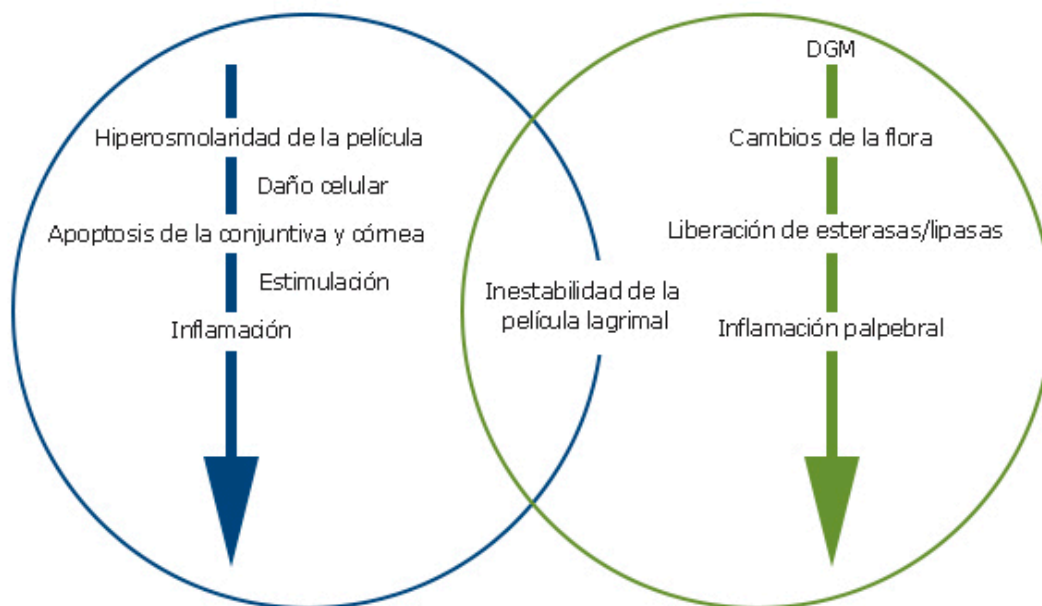 Hiperosmolaridad de la película
Daño celular
Apoptosis de la conjuntiva y córnea
Estimulación
Inflamación
Inestabilidad de la
película lagrimal
DGM
Cambios de la flora
Liberación de esterasas/lipasas
Inflamación palpebral